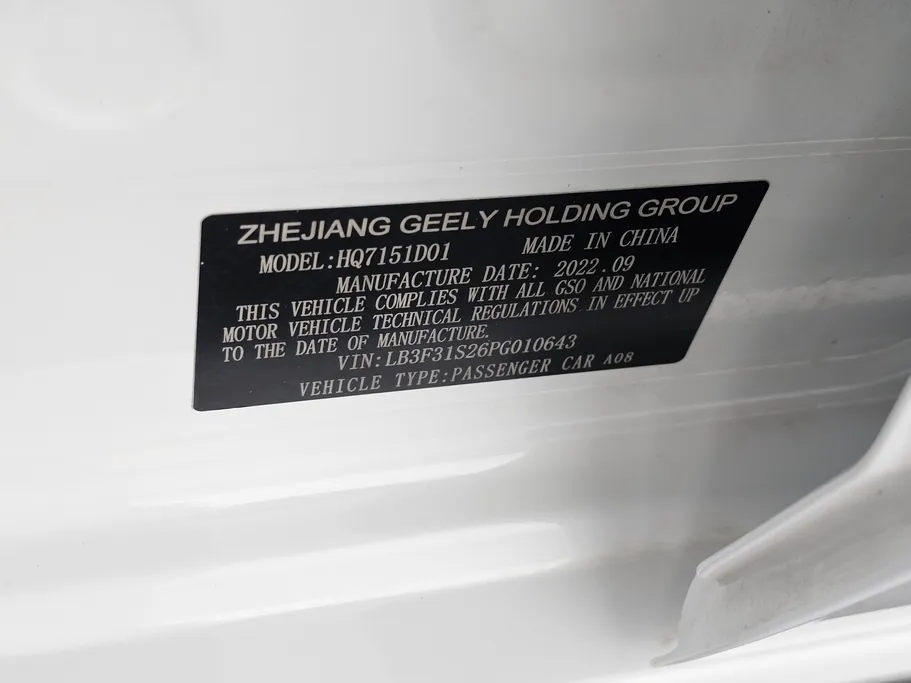 ZHEJIANG GEELY HOLDING GROUP
MODEL:HQ7151D01 MADE IN CHINA
MANUFACTURE DATE: 2022.09
THIS VEHICLE COMPLIES WITH ALL GSO AND NATIONAL
MOTOR VEHICLE TECHNICAL REGULATIONS IN EFFECT UP
TO THE DATE OF MANUFACTURE.
VIN:LB3F31S26PG010643
VEHICLE TYPE:PASSENGER CAR A08